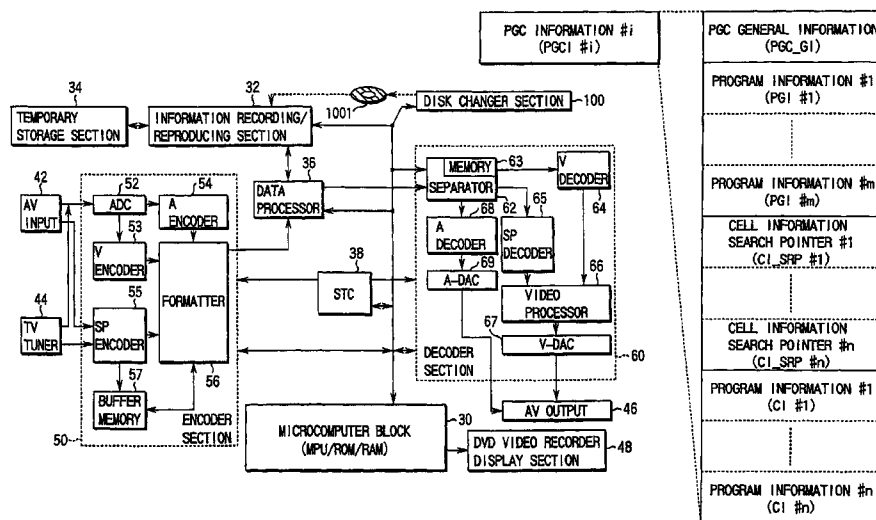 PGC INFORMATION #i
(PGCI #i)
PGC GENERAL INFORMATION
(PGC_GI)
PROGRAM INFORMATION #1
(PGI #1)
PROGRAM INFORMATION #m
(PGI #m)
CELL INFORMATION
SEARCH POINTER #1
(CI_SRP #1)
CELL INFORMATION
SEARCH POINTER #n
(CI_SRP #n)
PROGRAM INFORMATION #1
(CI #1)
PROGRAM INFORMATION #n
(CI #n)
34
TEMPORARY
STORAGE SECTION
32
INFORMATION RECORDING/
REPRODUCING SECTION
1001
DISK CHANGER SECTION
100
36
DATA
PROCESSOR
42
AV
INPUT
44
TV
TUNER
52
ADC
54
A
ENCODER
53
V
ENCODER
55
SP
ENCODER
57
BUFFER
MEMORY
FORMATTER
56
ENCODER
SECTION
50
38
STC
MEMORY
63
SEPARATOR
62
V
DECODER
64
65
SP
DECODER
68
A
DECODER
69
A-DAC
66
VIDEO
PROCESSOR
67
V-DAC
DECODER
SECTION
60
AV OUTPUT
46
30
MICROCOMPUTER BLOCK
(MPU/ROM/RAM)
DVD VIDEO RECORDER
DISPLAY SECTION
48